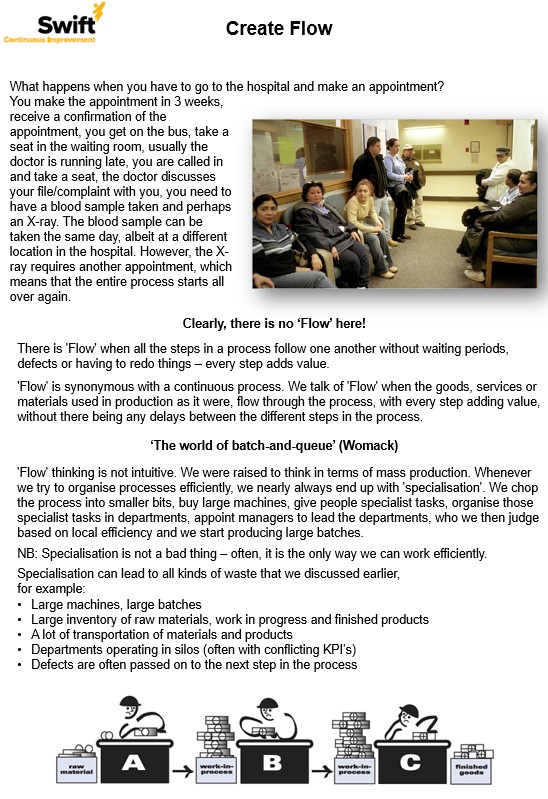 Swift
Continuous Improvement
Create Flow
What happens when you have to go to the hospital and make an appointment?
You make the appointment in 3 weeks,
receive a confirmation of the
appointment, you get on the bus, take a
seat in the waiting room, usually the
doctor is running late, you are called in
and take a seat, the doctor discusses
your file/complaint with you, you need to
have a blood sample taken and perhaps
an X-ray. The blood sample can be
taken the same day, albeit at a different
location in the hospital. However, the X-
ray requires another appointment, which
means that the entire process starts all
over again.
Clearly, there is no ‘Flow’ here!
There is 'Flow' when all the steps in a process follow one another without waiting periods,
defects or having to redo things – every step adds value.
'Flow' is synonymous with a continuous process. We talk of 'Flow' when the goods, services or
materials used in production as it were, flow through the process, with every step adding value,
without there being any delays between the different steps in the process.
‘The world of batch-and-queue’ (Womack)
'Flow' thinking is not intuitive. We were raised to think in terms of mass production. Whenever
we try to organise processes efficiently, we nearly always end up with 'specialisation'. We chop
the process into smaller bits, buy large machines, give people specialist tasks, organise those
specialist tasks in departments, appoint managers to lead the departments, who we then judge
based on local efficiency and we start producing large batches.
NB: Specialisation is not a bad thing – often, it is the only way we can work efficiently.
Specialisation can lead to all kinds of waste that we discussed earlier,
for example:
• Large machines, large batches
• Large inventory of raw materials, work in progress and finished products
• A lot of transportation of materials and products
• Departments operating in silos (often with conflicting KPI's)
• Defects are often passed on to the next step in the process
raw
material
A
work-in-
process
B
work-in-
process
C
finished
goods